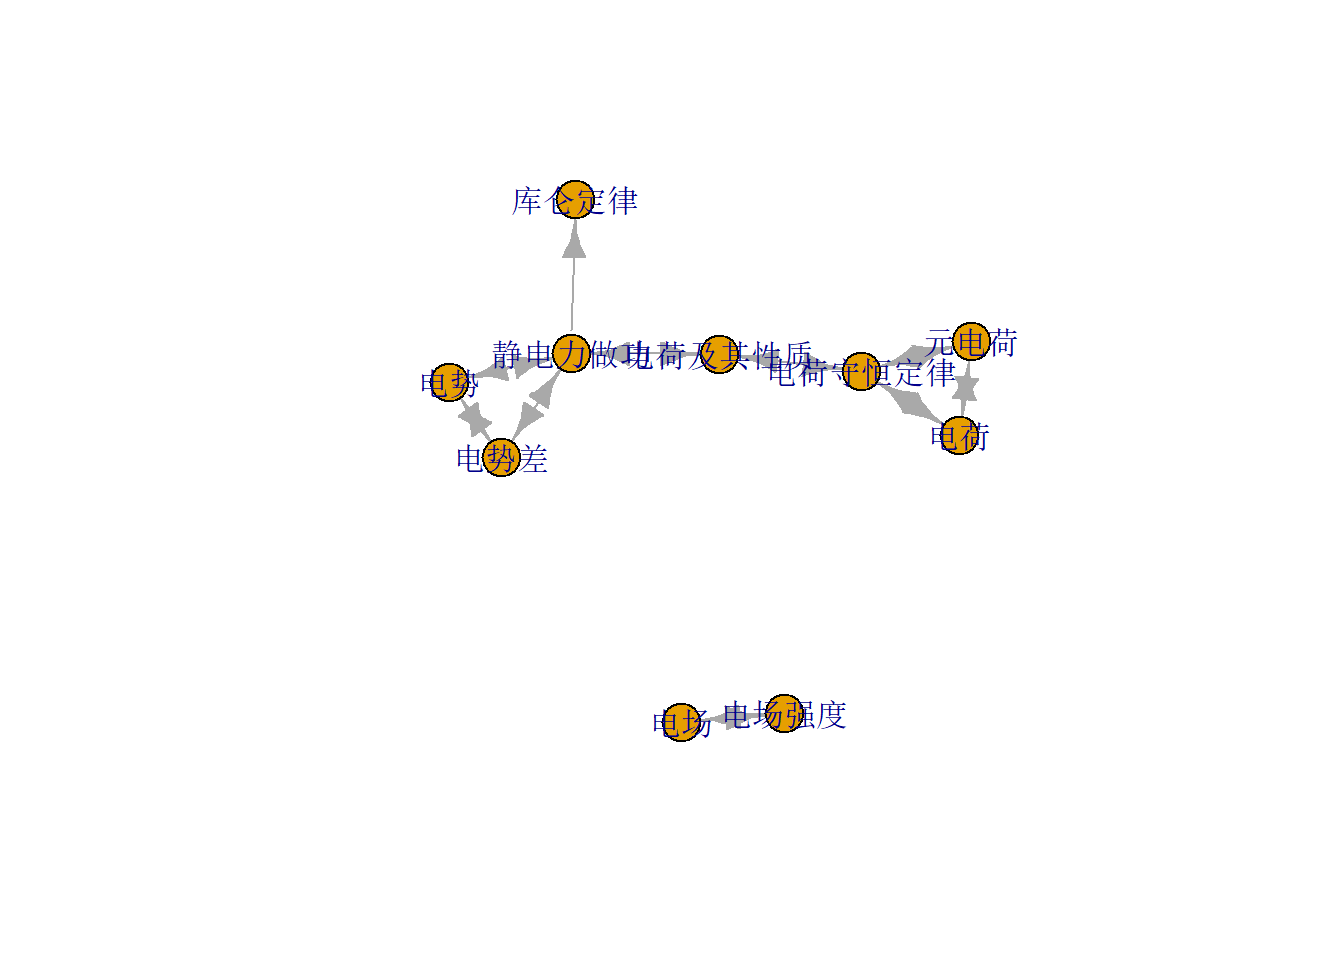 库仑定律
元电荷
静电力做功
电荷及其性质
电荷守恒定律
电势
电荷
电势差
电场
电场强度